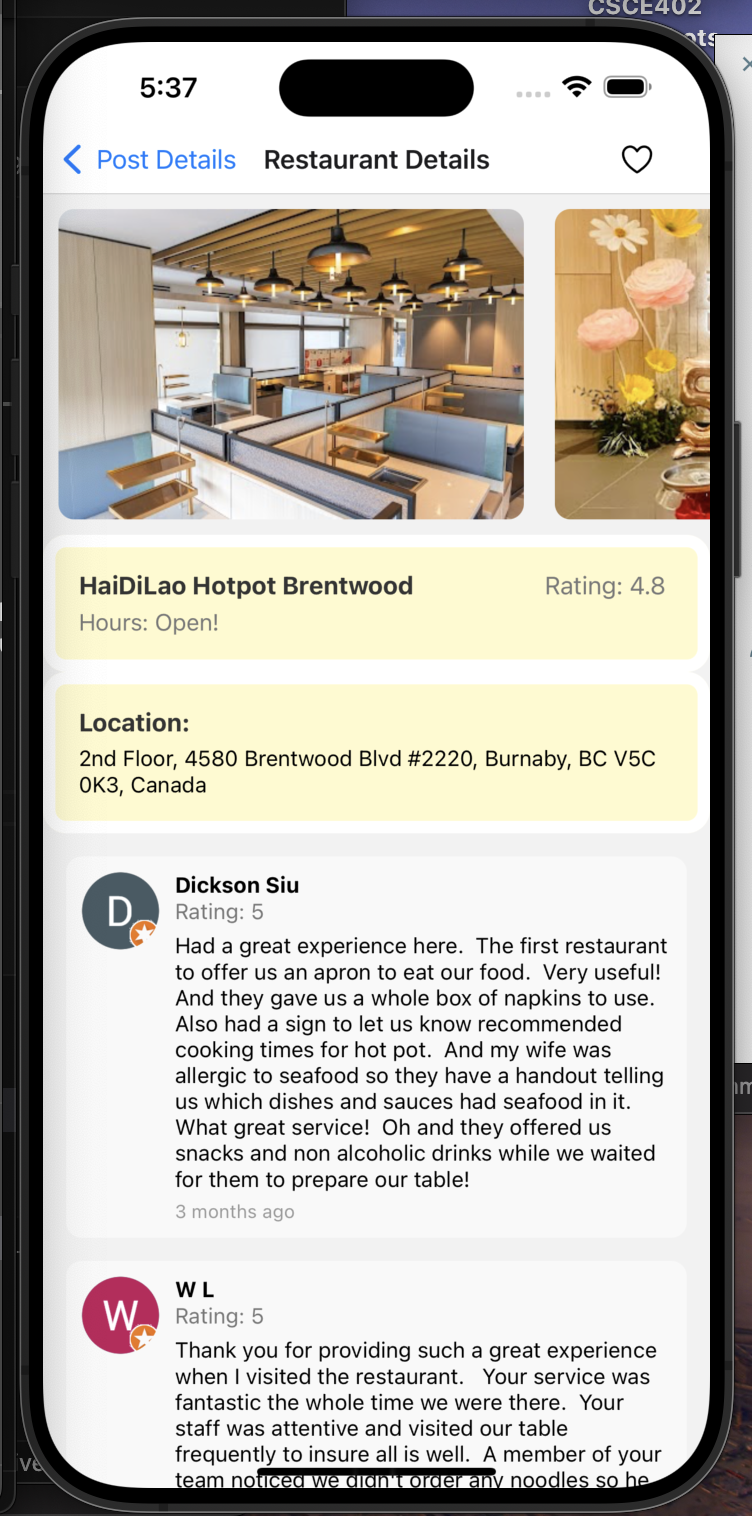 CSCE402
ots
5:37
Post Details
Restaurant Details
HaiDiLao Hotpot Brentwood
Rating: 4.8
Hours: Open!
Location:
2nd Floor, 4580 Brentwood Blvd #2220, Burnaby, BC V5C
0K3, Canada
D
Dickson Siu
Rating: 5
Had a great experience here.  The first restaurant
to offer us an apron to eat our food.  Very useful!
And they gave us a whole box of napkins to use.
Also had a sign to let us know recommended
cooking times for hot pot.  And my wife was
allergic to seafood so they have a handout telling
us which dishes and sauces had seafood in it.
What great service!  Oh and they offered us
snacks and non alcoholic drinks while we waited
for them to prepare our table!
3 months ago
W
W L
Rating: 5
Thank you for providing such a great experience
when I visited the restaurant.   Your service was
fantastic the whole time we were there.  Your
staff was attentive and visited our table
frequently to insure all is well.  A member of your
team noticed we didn't order any noodles so he